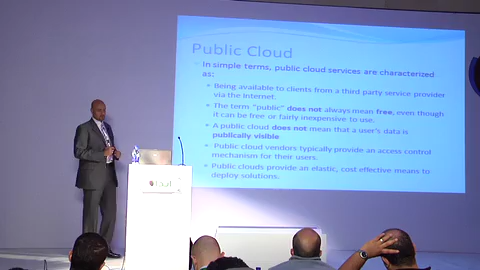 Public Cloud
In simple terms, public cloud services are characterized
as:
Being available to clients from a third party service provider
via the Internet.
The term "public" does not always mean free, even though
it can be free or fairly inexpensive to use.
A public cloud does not mean that a user's data is
publically visible
Public cloud vendors typically provide an access control
mechanism for their users.
Public clouds provide an elastic, cost effective means to
deploy solutions.